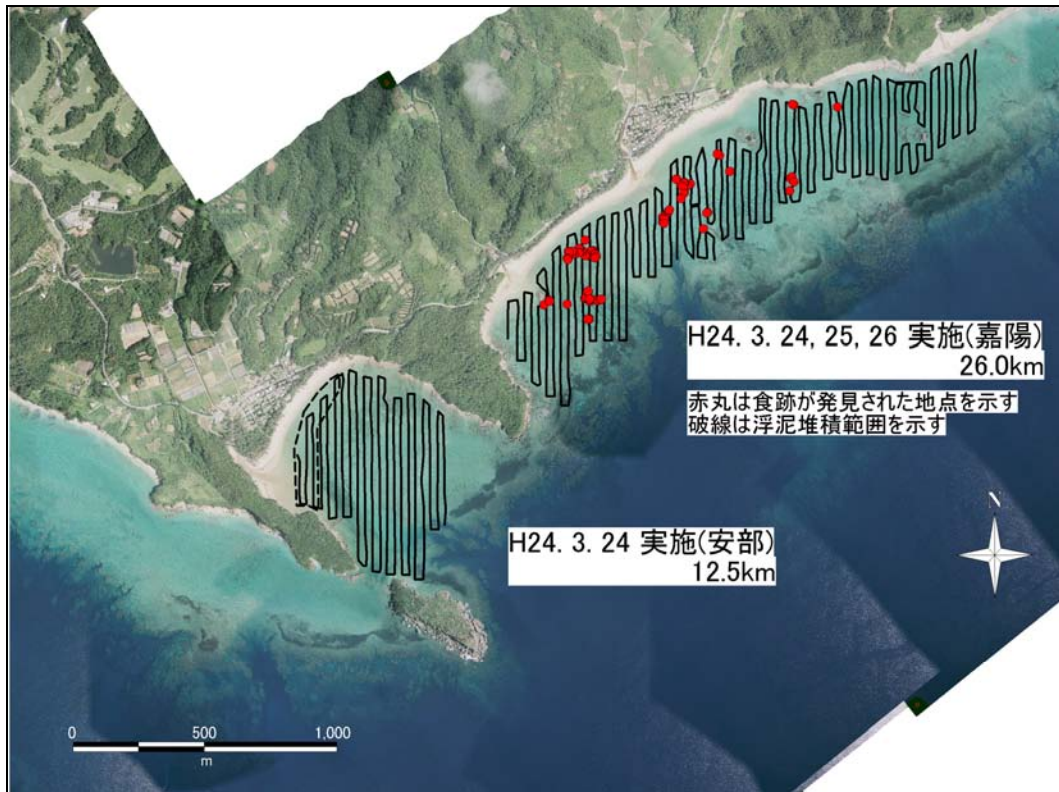 H24. 3. 24, 25, 26 実施(嘉陽)
26.0km
赤丸は食跡が発見された地点を示す
破線は浮泥堆積範囲を示す
N
H24. 3. 24 実施(安部)
12.5km
0 500 1,000
m